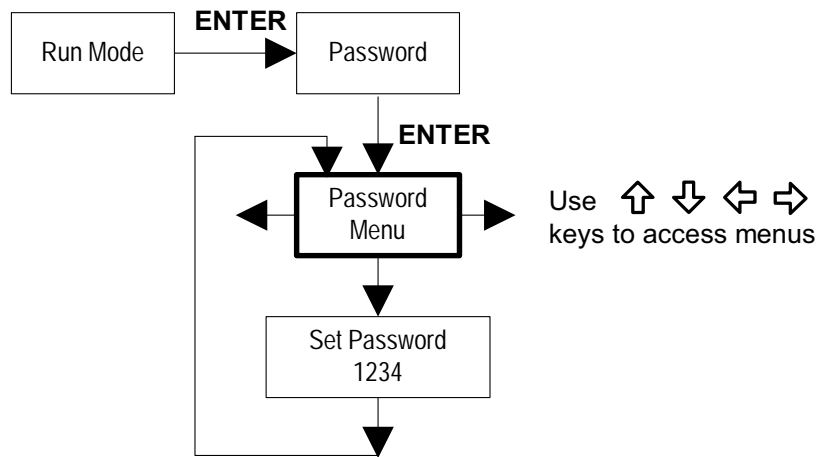 ENTER
Run Mode
Password
ENTER
Password
Menu
Use
keys to access menus
Set Password
1234